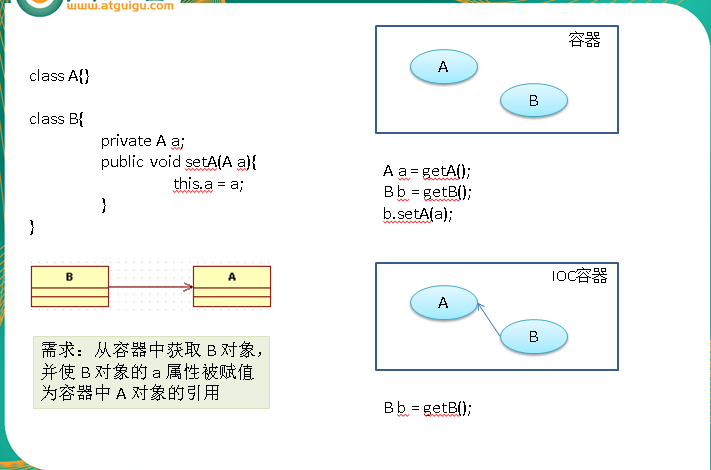 www.atguigu.com
class A{}
class B{
private A a;
public void setA(A a){
this.a = a;
}
}
B
A
需求：从容器中获取 B 对象，
并使 B 对象的 a 属性被赋值
为容器中 A 对象的引用
容器
A
B
A a = getA();
B b = getB();
b.setA(a);
IOC容器
A
B
B b = getB();